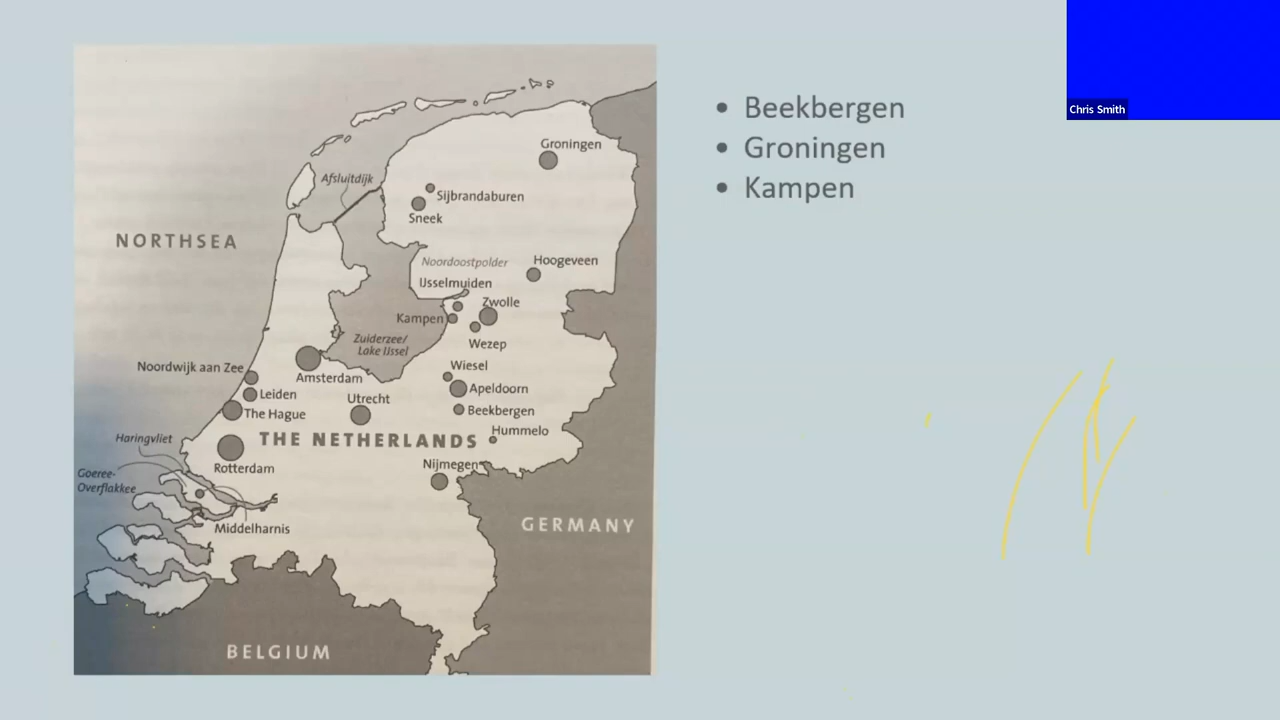 Groningen
Afsluitdijk
Sijbrandaburen
Sneek
NORTHSEA
Noordoostpolder
Hoogeveen
IJsselmuiden
Zwolle
Kampen
Zuiderzee/
Lake IJssel
Wezep
Noordwijk aan Zee
Amsterdam
Wiesel
Leiden
Utrecht
Apeldoorn
The Hague
Beekbergen
Haringvliet
THE NETHERLANDS
Hummelo
Rotterdam
Nijmegen
Goeree-
Overflakkee
Middelharnis
GERMANY
BELGIUM
• Beekbergen
• Groningen
• Kampen
Chris Smith